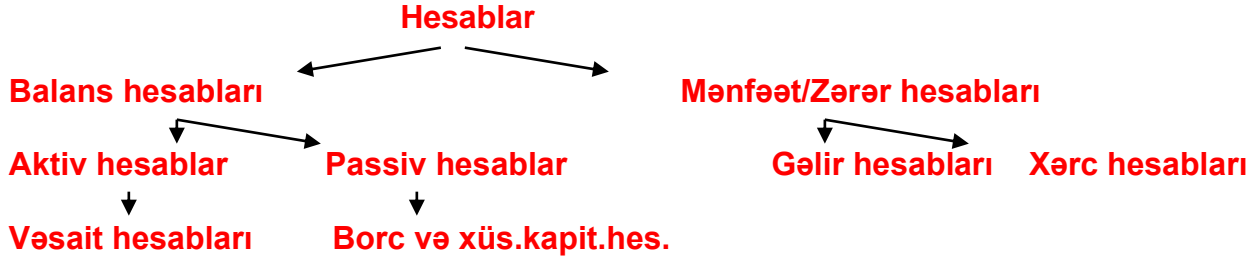 Hesablar
Balans hesabları Mənfəət/Zərər hesabları
Aktiv hesablar Passiv hesablar Gəlir hesabları Xərc hesabları
Vəsait hesabları Borc və xüs.kapit.hes.